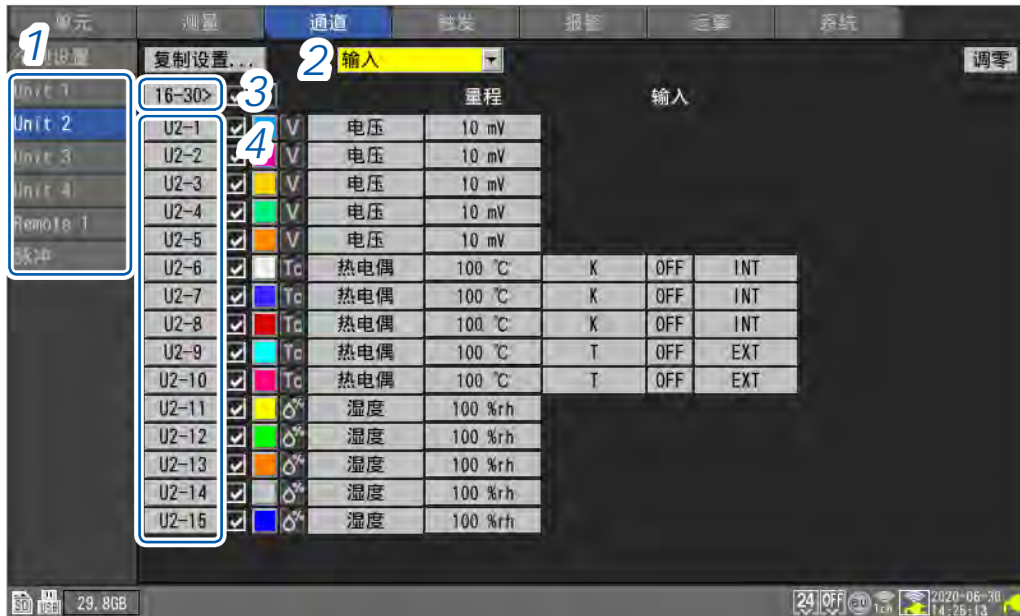 单元 测量 通道 触发 报警 运算 系统
1
复制设置... 2 输入 调零
Unit 1
16-30> 3 量程 输入
Unit 2
4
U2-1 V 电压 10 mV
U2-2 V 电压 10 mV
Unit 3
U2-3 V 电压 10 mV
Unit 4
U2-4 V 电压 10 mV
Remote 1
U2-5 V 电压 10 mV
脉冲
U2-6 Tc 热电偶 100 ℃ K OFF INT
U2-7 Tc 热电偶 100 ℃ K OFF INT
U2-8 Tc 热电偶 100 ℃ K OFF INT
U2-9 Tc 热电偶 100 ℃ T OFF EXT
U2-10 Tc 热电偶 100 ℃ T OFF EXT
U2-11 % 湿度 100 %rh
U2-12 % 湿度 100 %rh
U2-13 % 湿度 100 %rh
U2-14 % 湿度 100 %rh
U2-15 % 湿度 100 %rh
SD USB 29.8GB 24 OFF 1ch 2020-06-30
14:26:13